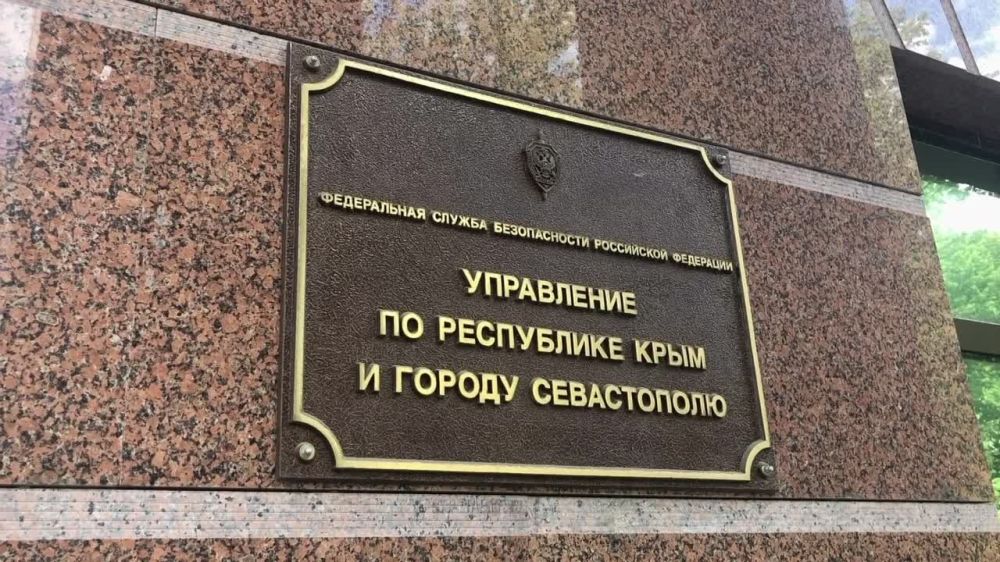 ФЕДЕРАЛЬНАЯ СЛУЖБА БЕЗОПАСНОСТИ РОССИЙСКОЙ ФЕДЕРАЦИИ
УПРАВЛЕНИЕ
ПО РЕСПУБЛИКЕ КРЫМ
И ГОРОДУ СЕВАСТОПОЛЮ